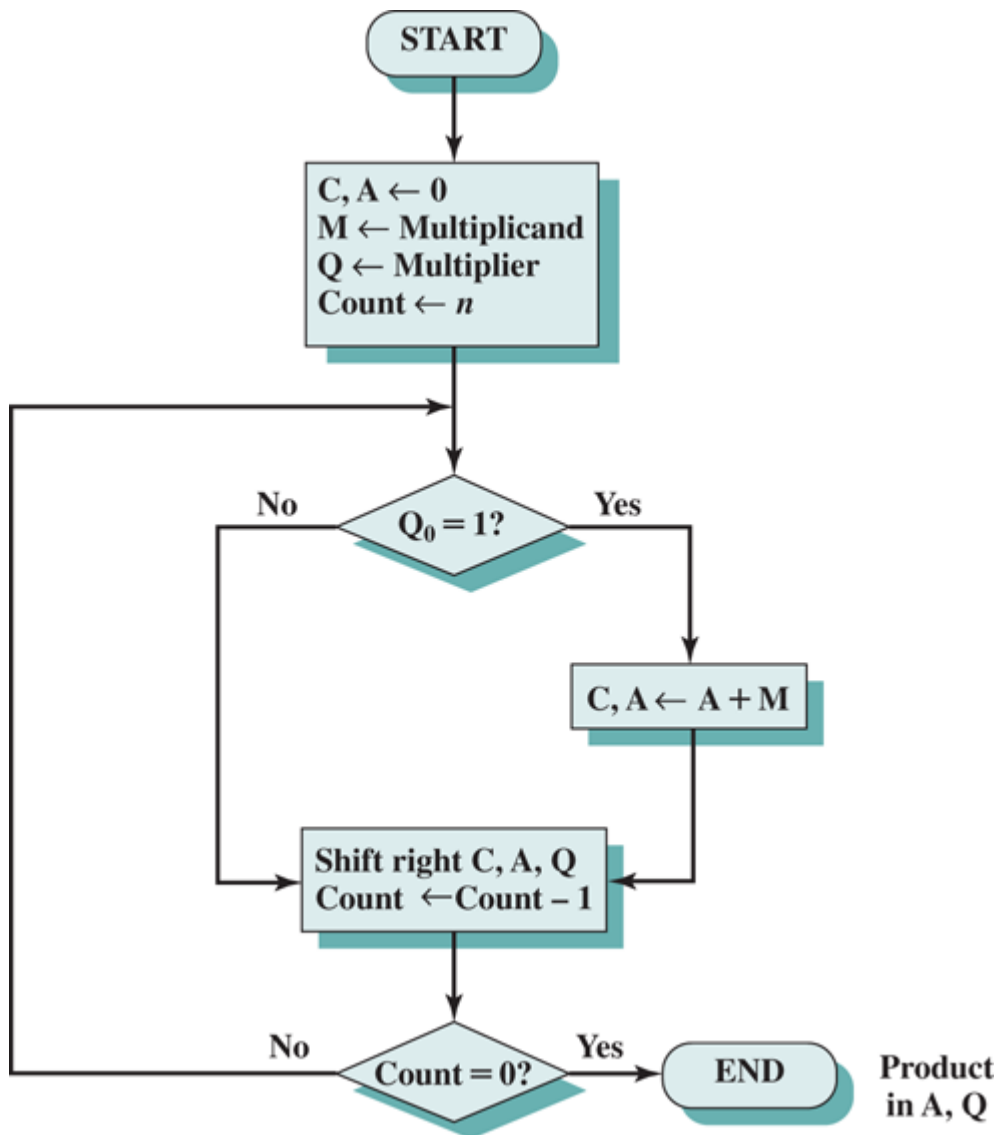 START
C, A ← 0
M ← Multiplicand
Q ← Multiplier
Count ← n
No
Q₀ = 1?
Yes
C, A ← A + M
Shift right C, A, Q
Count ← Count – 1
No
Count = 0?
Yes
END
Product
in A, Q